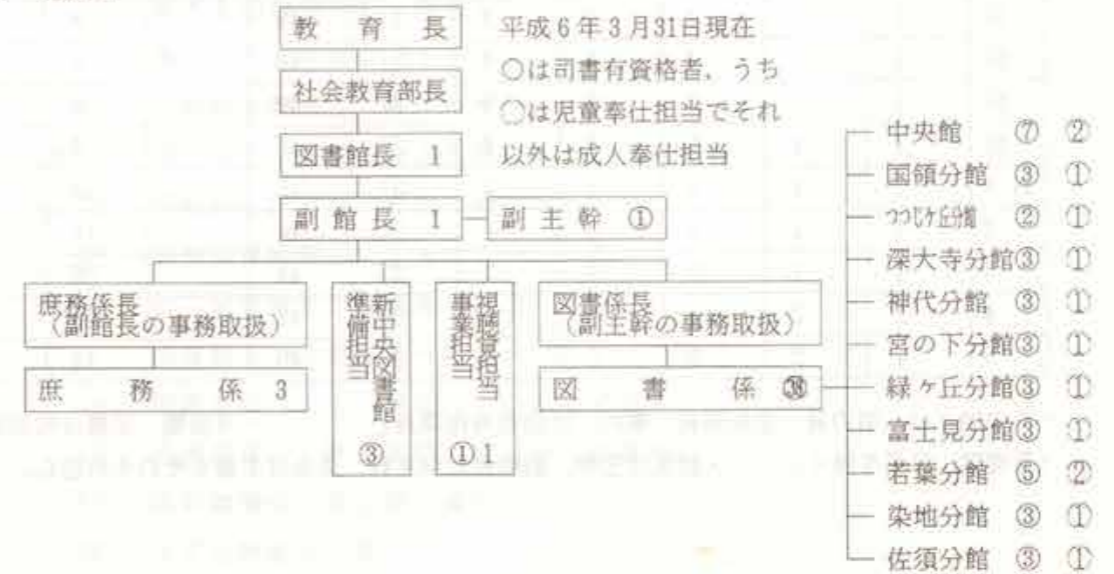 教育長
平成6年3月31日現在
○は司書有資格者,うち
社会教育部長
◌は児童奉仕担当でそれ
図書館長 1
以外は成人奉仕担当
副館長 1
副主幹 ①
庶務係長
(副館長の事務取扱)
庶務係 3
新中央図書館
準備担当
③
視聴覚担当
事業担当
①1
図書係長
(副主幹の事務取扱)
図書係 ㊳
中央館 ⑦ ②
国領分館 ③ ①
つつじケ丘分館 ② ①
深大寺分館③ ①
神代分館 ③ ①
宮の下分館③ ①
緑ヶ丘分館③ ①
富士見分館③ ①
若葉分館 ⑤ ②
染地分館 ③ ①
佐須分館 ③ ①